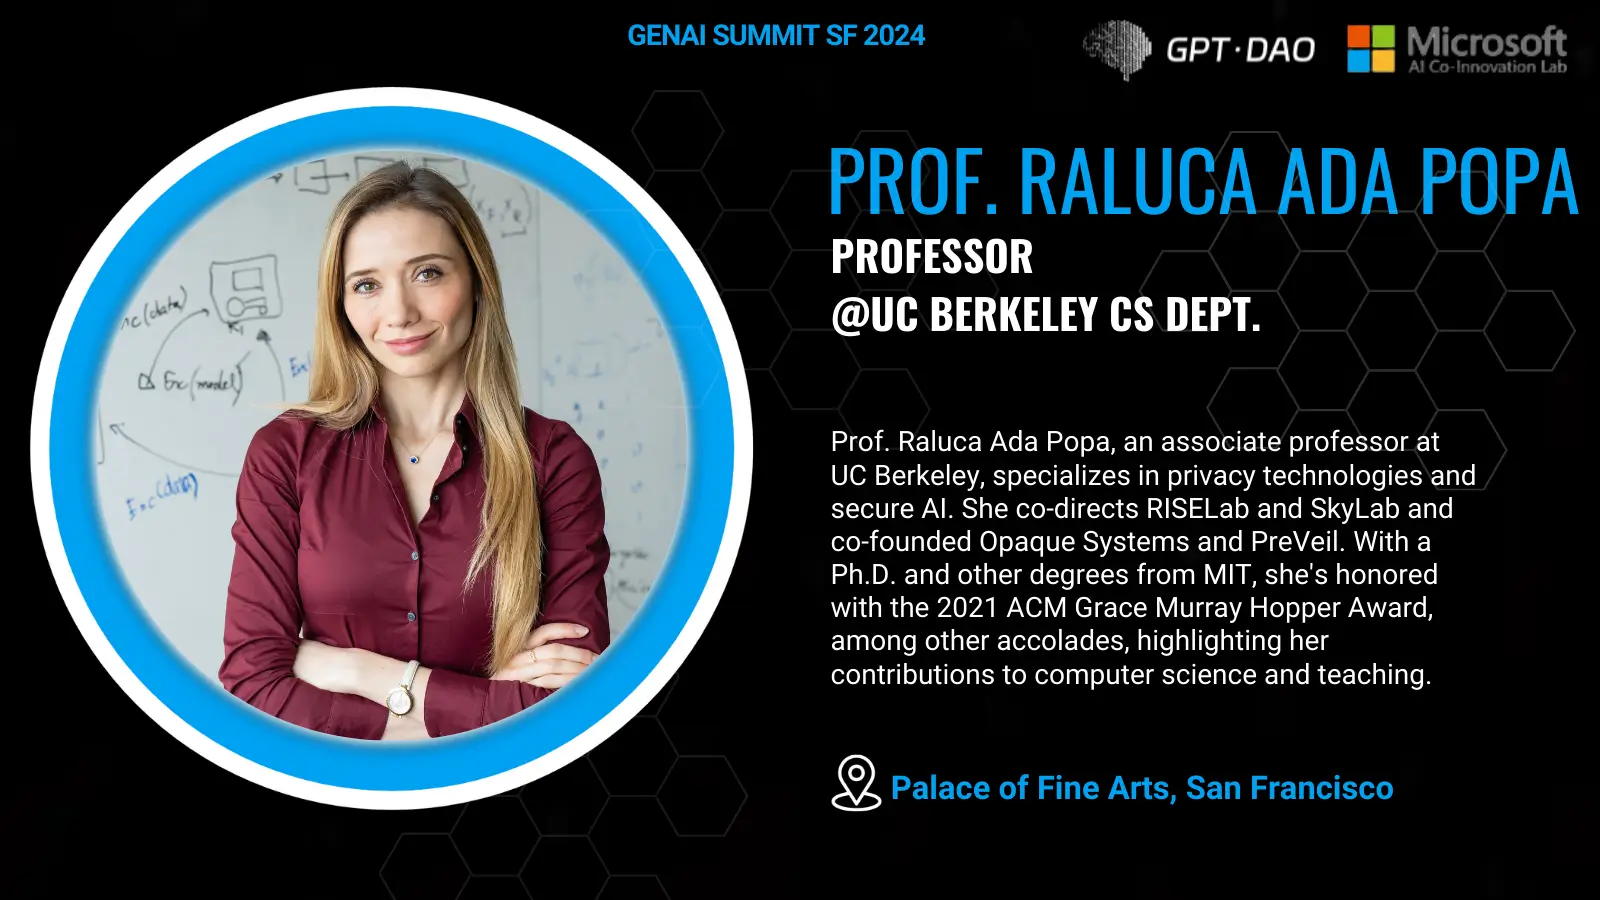 GENAI SUMMIT SF 2024
GPT·DAO
Microsoft
AI Co-Innovation Lab
PROF. RALUCA ADA POPA
PROFESSOR
@UC BERKELEY CS DEPT.
Prof. Raluca Ada Popa, an associate professor at
UC Berkeley, specializes in privacy technologies and
secure AI. She co-directs RISELab and SkyLab and
co-founded Opaque Systems and PreVeil. With a
Ph.D. and other degrees from MIT, she's honored
with the 2021 ACM Grace Murray Hopper Award,
among other accolades, highlighting her
contributions to computer science and teaching.
Palace of Fine Arts, San Francisco
Enc(model)
Enc(data)